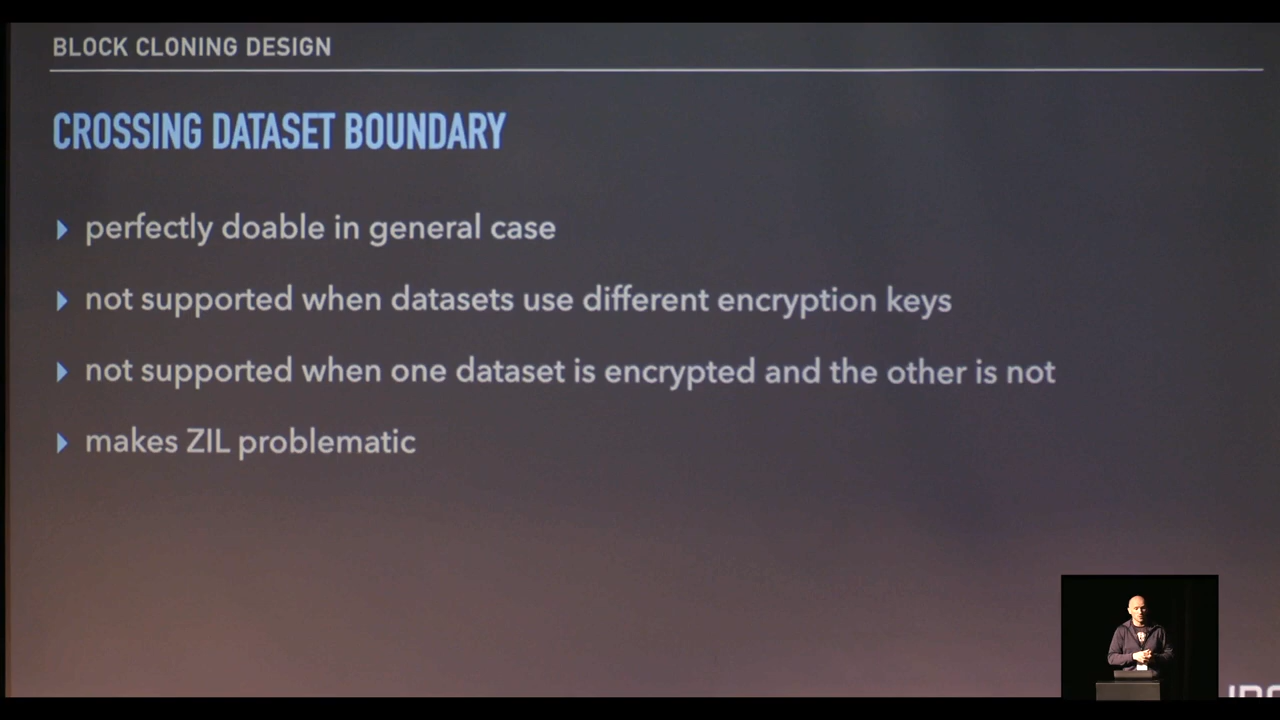 BLOCK CLONING DESIGN
CROSSING DATASET BOUNDARY
perfectly doable in general case
not supported when datasets use different encryption keys
not supported when one dataset is encrypted and the other is not
makes ZIL problematic